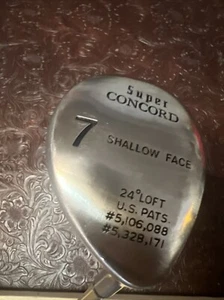 Super
CONCORD
7
SHALLOW FACE
24° LOFT
U.S. PATS.
#5,106,088
#5,328,171